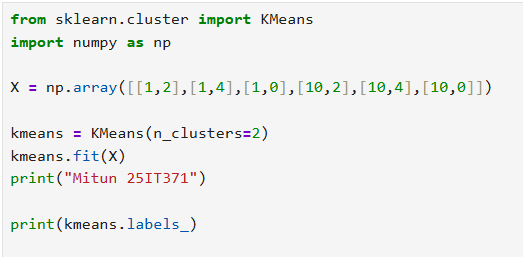 from sklearn.cluster import KMeans
import numpy as np
X = np.array([[1,2],[1,4],[1,0],[10,2],[10,4],[10,0]])
kmeans = KMeans(n_clusters=2)
kmeans.fit(X)
print("Mitun 25IT371")
print(kmeans.labels_)